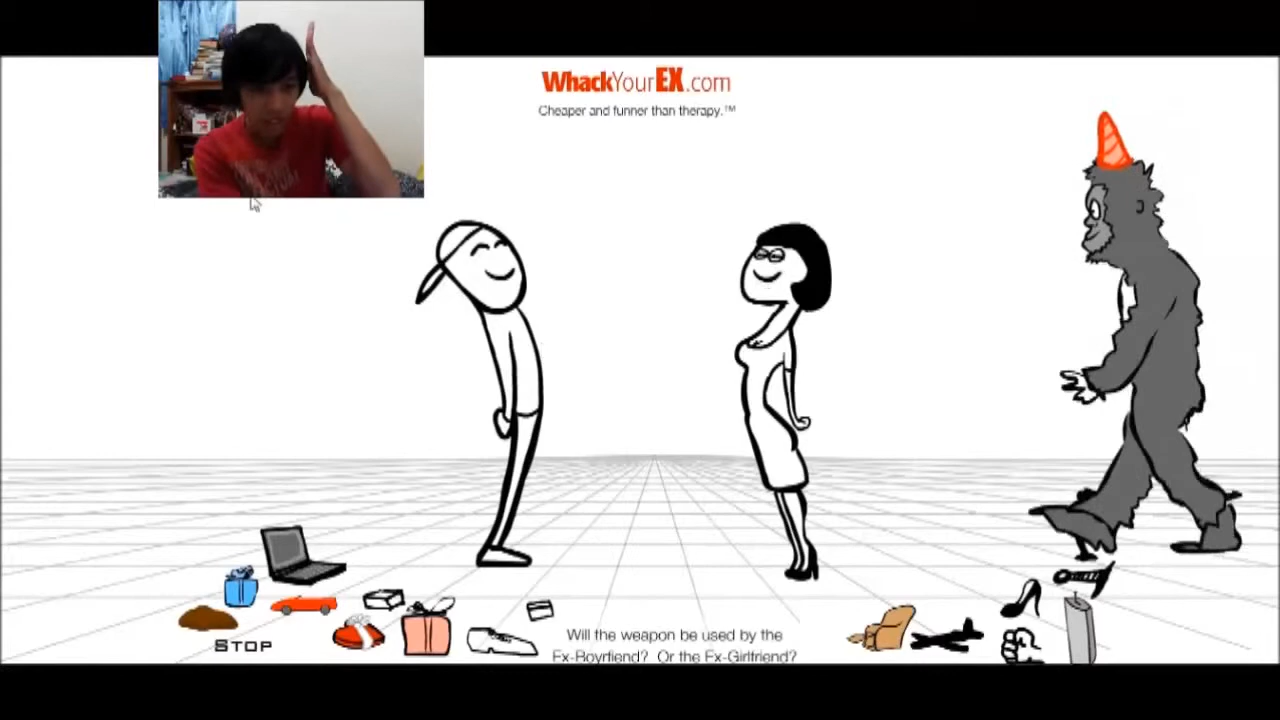 WhackYourEX.com
Cheaper and funner than therapy.™
STOP
Will the weapon be used by the
Ex-Boyrfiend? Or the Ex-Girlfriend?